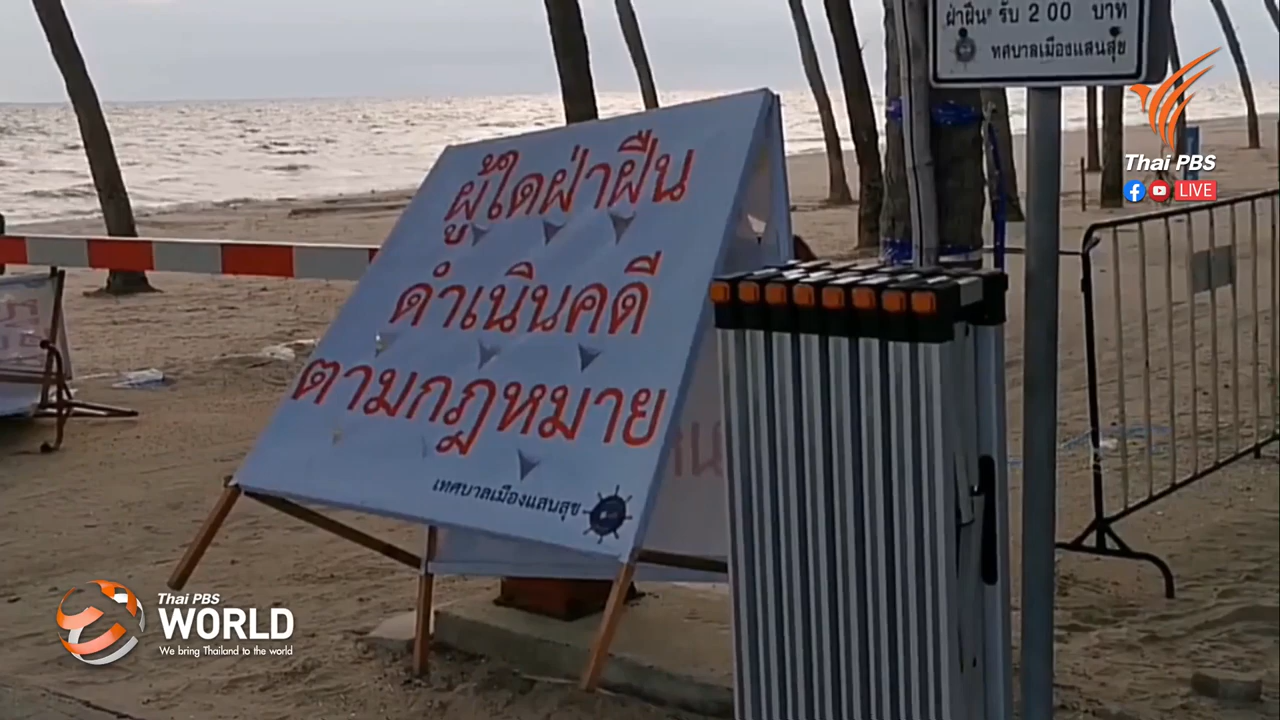 ฝ่าฝืน" รับ 200 บาท
ทศบาลเมืองแสนสุข
Thai PBS
LIVE
ผู้ใดฝ่าฝืน
ดำเนินคดี
ตามกฎหมาย
เทศบาลเมืองแสนสุข
Thai PBS
WORLD
We bring Thailand to the world